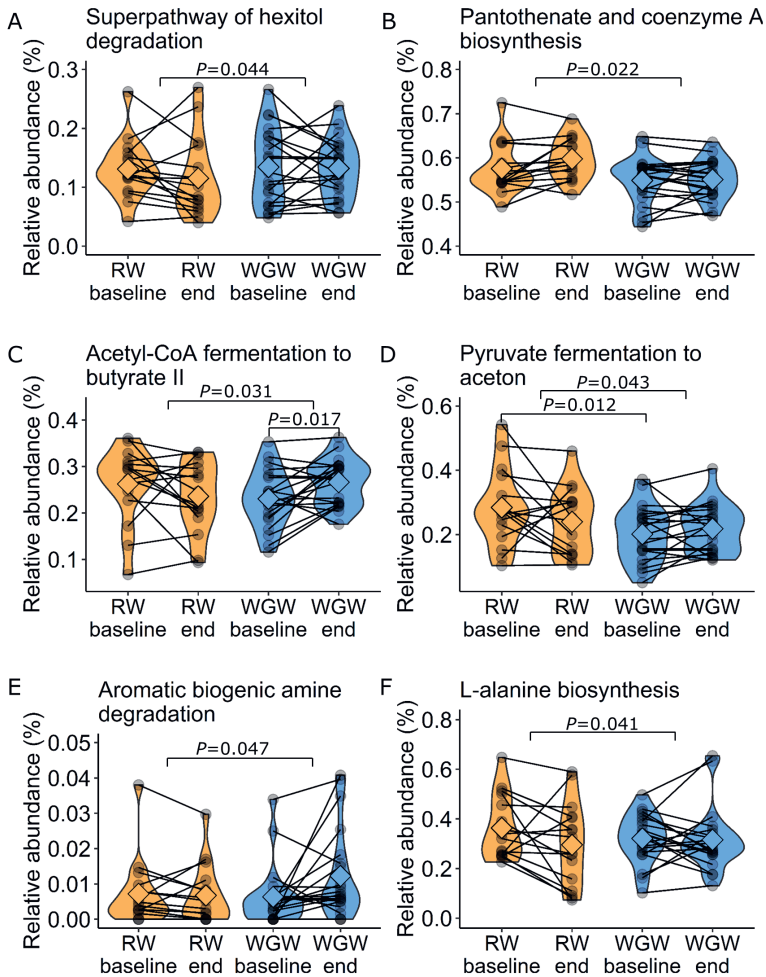 A
Superpathway of hexitol
degradation
Relative abundance (%)
0.3
0.2
0.1
0.0
P=0.044
RW
baseline
RW
end
WGW
baseline
WGW
end
B
Pantothenate and coenzyme A
biosynthesis
Relative abundance (%)
0.8
0.7
0.6
0.5
0.4
P=0.022
RW
baseline
RW
end
WGW
baseline
WGW
end
C
Acetyl-CoA fermentation to
butyrate II
Relative abundance (%)
0.4
0.3
0.2
0.1
P=0.031
P=0.017
RW
baseline
RW
end
WGW
baseline
WGW
end
D
Pyruvate fermentation to
aceton
Relative abundance (%)
0.6
0.4
0.2
P=0.043
P=0.012
RW
baseline
RW
end
WGW
baseline
WGW
end
E
Aromatic biogenic amine
degradation
Relative abundance (%)
0.05
0.04
0.03
0.02
0.01
0.00
P=0.047
RW
baseline
RW
end
WGW
baseline
WGW
end
F
L-alanine biosynthesis
Relative abundance (%)
0.8
0.6
0.4
0.2
0.0
P=0.041
RW
baseline
RW
end
WGW
baseline
WGW
end